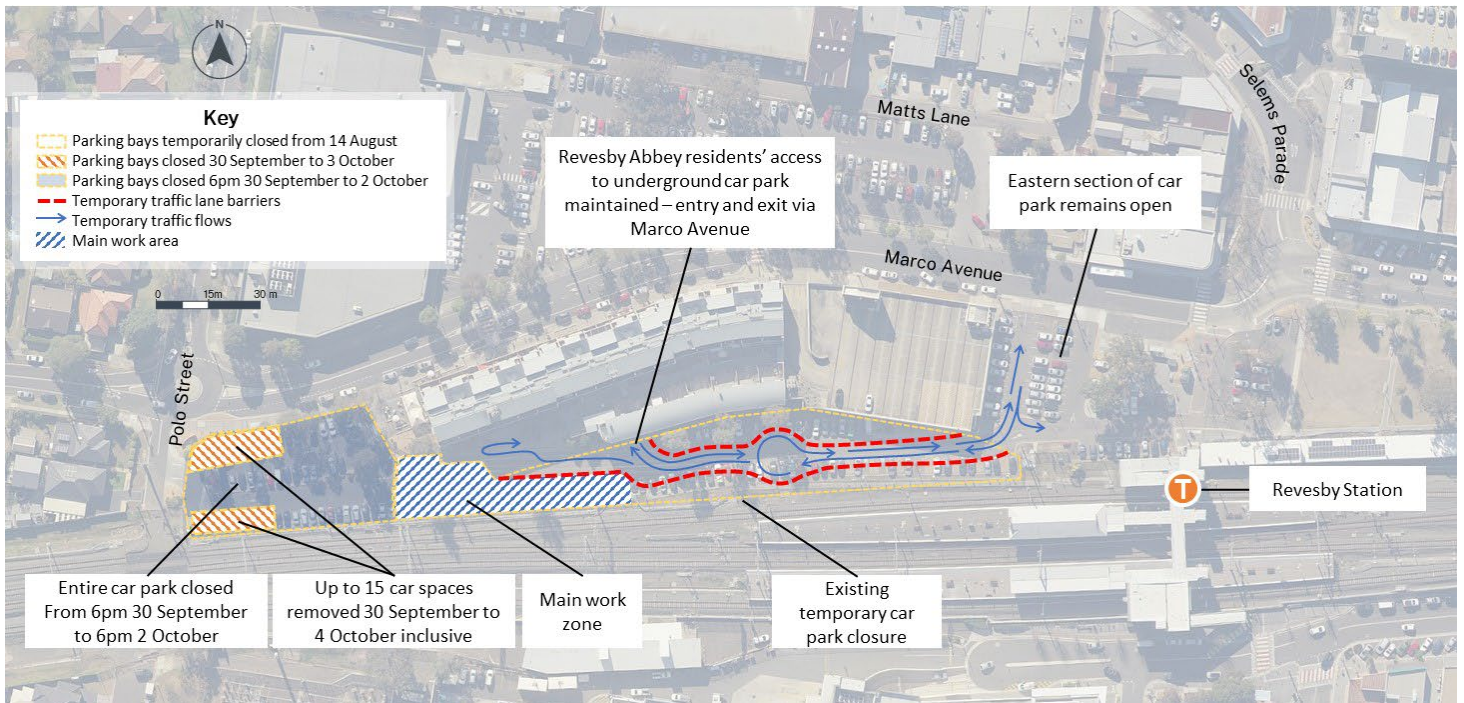 N
Key
Parking bays temporarily closed from 14 August
Parking bays closed 30 September to 3 October
Parking bays closed 6pm 30 September to 2 October
Temporary traffic lane barriers
Temporary traffic flows
Main work area
0 15m 30 m
Matts Lane
Selems Parade
Revesby Abbey residents’ access
to underground car park
maintained – entry and exit via
Marco Avenue
Eastern section of car
park remains open
Marco Avenue
Polo Street
T
Revesby Station
Entire car park closed
From 6pm 30 September
to 6pm 2 October
Up to 15 car spaces
removed 30 September to
4 October inclusive
Main work
zone
Existing
temporary car
park closure